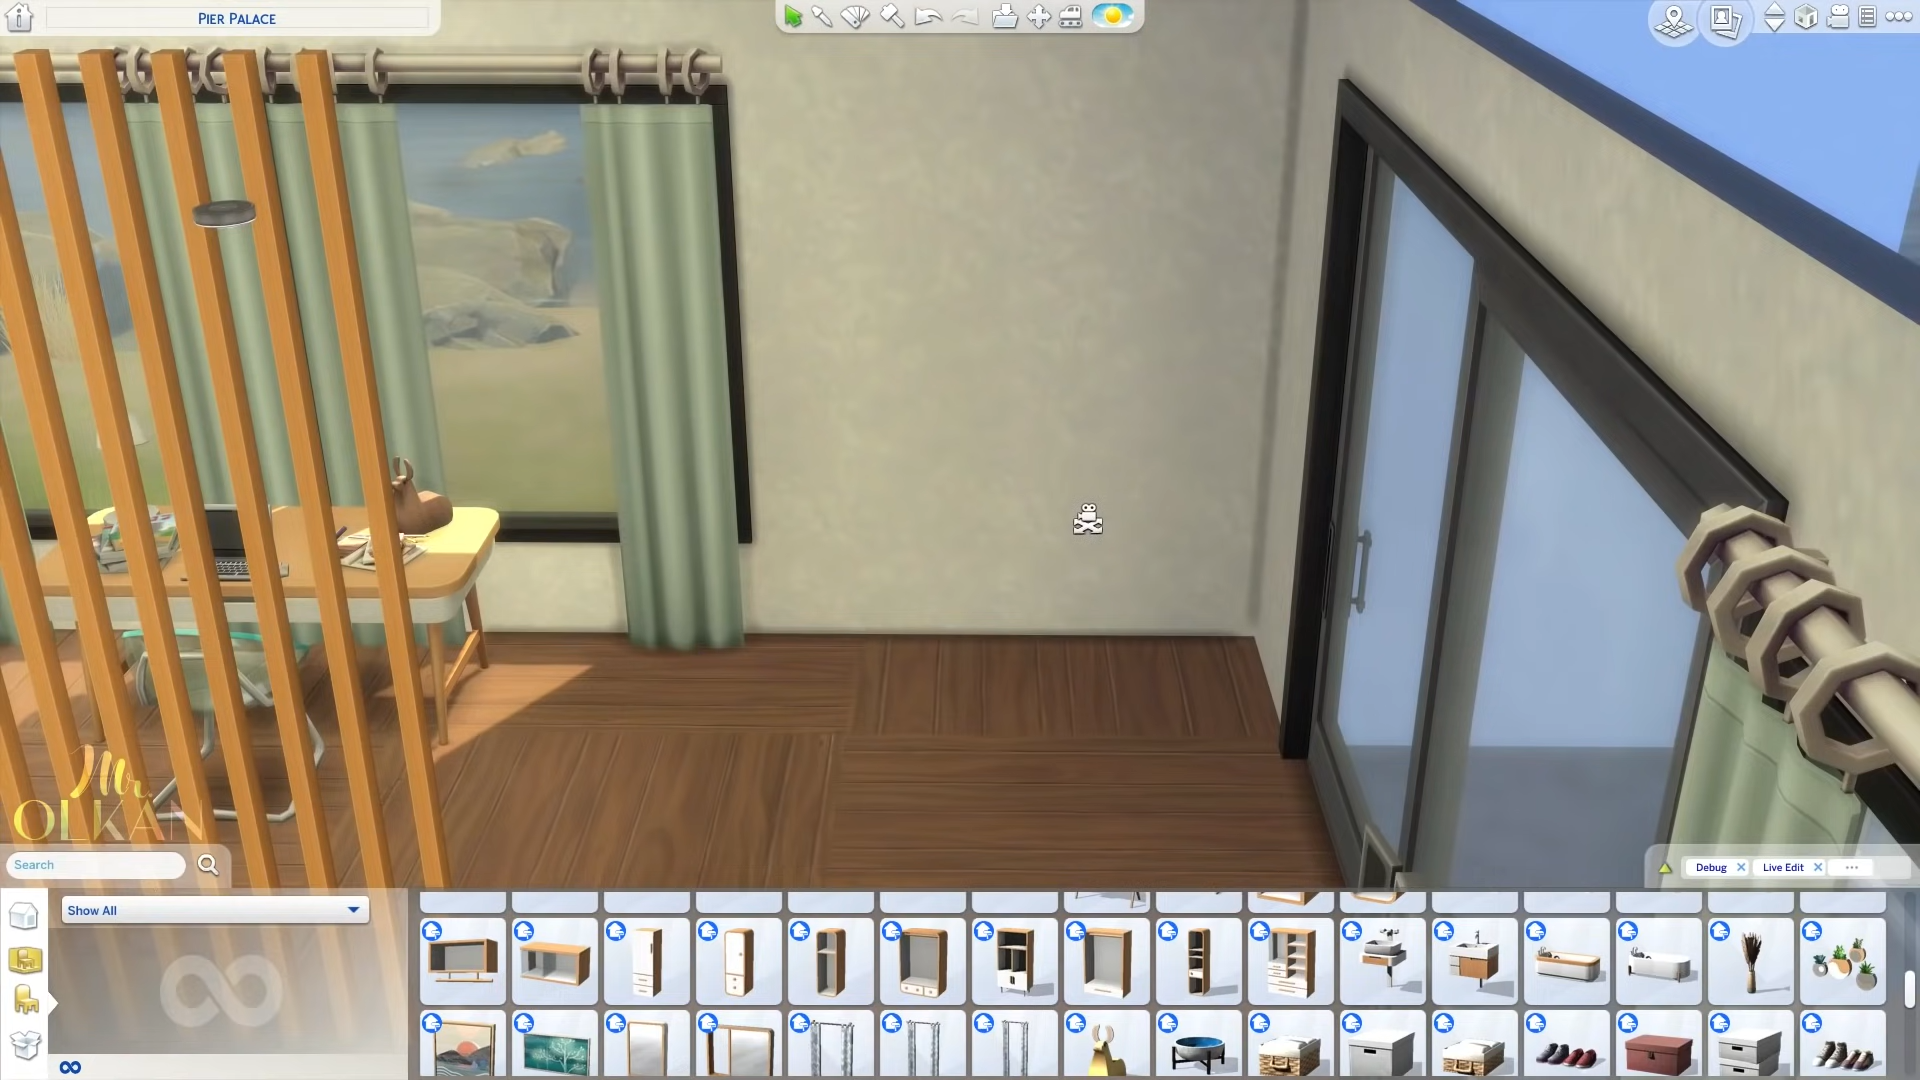 Pier Palace
Mr.
OLKAN
Search
Debug
Live Edit
Show All